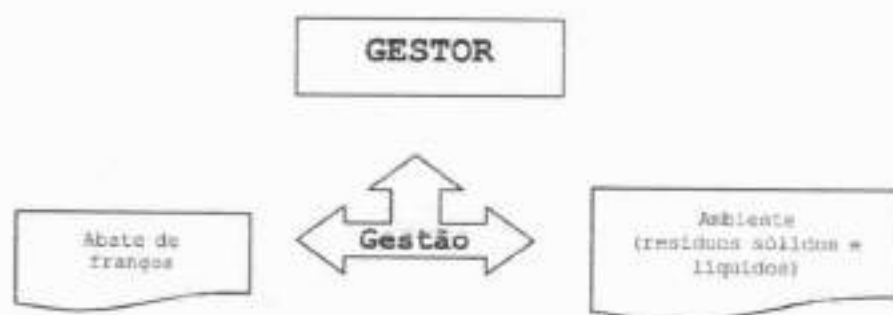 GESTOR
Abate de
frangos
Gestão
Ambiente
(resíduos sólidos e
líquidos)